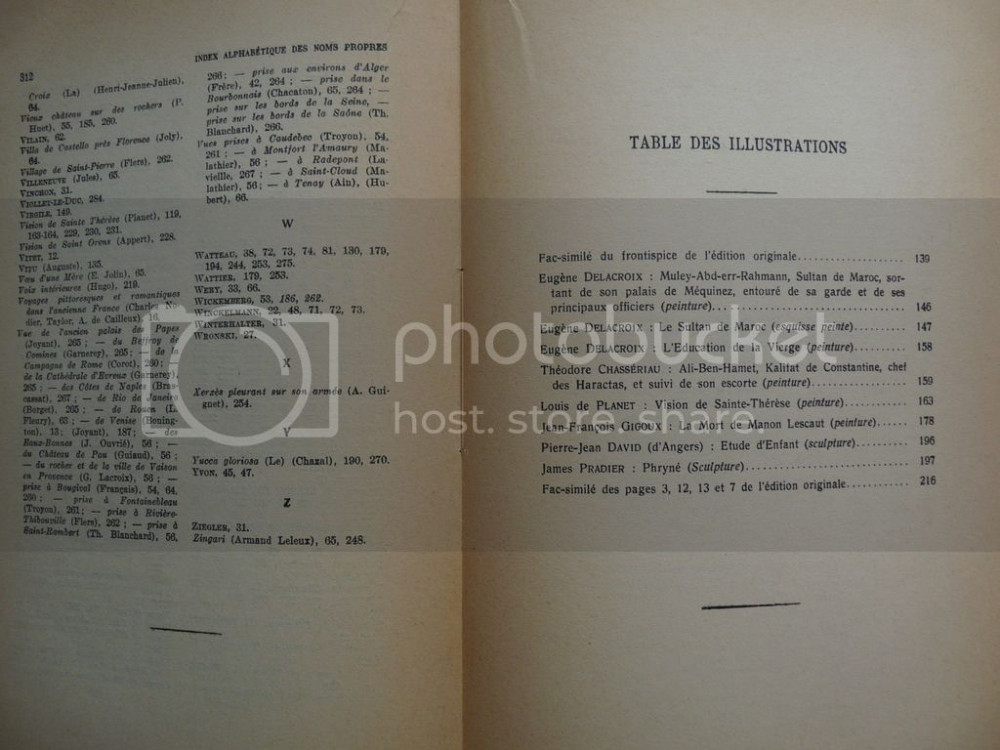 312
INDEX ALPHABÉTIQUE DES NOMS PROPRES
Croix (La) (Henri-Jeanne-Julien),
64.
Vieux château sur des rochers (P.
Huet), 55, 185, 260.
VILAIN, 62.
Villa de Castello près Florence (Joly),
64.
Village de Saint-Pierre (Flers), 262.
VILLENEUVE (Jules), 65.
VINCHON, 31.
VIOLLET-LE-DUC, 284.
VIRGILE, 149.
Vision de Sainte Thérèse (Planet), 119,
163-164, 229, 230, 231.
Vision de Saint Orens (Appert), 228.
VITET, 12.
VITU (Auguste), 135.
Vœu d'une Mère (E. Jolin), 65.
Voix intérieures (Hugo), 219.
Voyages pittoresques et romantiques
dans l'ancienne France (Charles No-
dier, Taylor, A. de Cailleux), 16.
Vue de l'ancien palais des Papes
(Joyant), 265 ; — du Beffroy de
Comines (Garneray), 265 ; — de la
Campagne de Rome (Corot), 260 ; —
de la Cathédrale d'Evreux (Garnerey),
265 ; — des Côtes de Naples (Bras-
cassat), 267 ; — de Rio de Janeiro
(Borget), 265 ; — de Rouen (L.
Fleury), 63 ; — de Venise (Bening-
ton), 13 ; (Joyant), 187 ; — des
Eaux-Bonnes (J. Ouvrié), 56 ; —
du Château de Pau (Guiaud), 56 ;
— du rocher et de la ville de Vaison
en Provence (G. Lacroix), 56 ; —
prise à Bougival (Français), 54, 64,
260 ; — prise à Fontainebleau
(Troyon), 261 ; — prise à Rivière-
Thibouville (Flers), 262 ; — prise à
Saint-Rambert (Th. Blanchard), 56,
266 ; — prise aux environs d'Alger
(Frère), 42, 264 ; — prise dans le
Bourbonnais (Chacaton), 65, 264 ; —
prise sur les bords de la Seine, —
prise sur les bords de la Saône (Th.
Blanchard), 266.
Vues prises à Caudebec (Troyon), 54,
261 ; — à Montfort l'Amaury (Ma-
lathier), 56 ; — à Radepont (La-
vieille, 267 ; — à Saint-Cloud (Ma-
lathier), 56 ; — à Tenay (Ain), (Hu-
bert), 66.
W
WATTEAU, 38, 72, 73, 74, 81, 130, 179,
194, 244, 253, 275.
WATTIER, 179, 253.
WERY, 33, 66.
WICKEMBERG, 53, 186, 262.
WINCKELMANN, 22, 48, 71, 72, 73.
WINTERHALTER, 31.
WRONSKI, 27.
X
Xerxès pleurant sur son armée (A. Gui-
gnet), 254.
Y
Yucca gloriosa (Le) (Chazal), 190, 270.
YVON, 45, 47.
Z
ZIEGLER, 31.
Zingari (Armand Leleux), 65, 248.
TABLE DES ILLUSTRATIONS
Fac-similé du frontispice de l'édition originale.................... 139
Eugène DELACROIX : Muley-Abd-err-Rahmann, Sultan de Maroc, sor-
tant de son palais de Méquinez, entouré de sa garde et de ses
principaux officiers (peinture).................... 146
Eugène DELACROIX : Le Sultan de Maroc (esquisse peinte).......... 147
Eugène DELACROIX : L'Education de la Vierge (peinture)............ 158
Théodore CHASSÉRIAU : Ali-Ben-Hamet, Kalitat de Constantine, chef
des Haractas, et suivi de son escorte (peinture).................... 159
Louis de PLANET : Vision de Sainte-Thérèse (peinture).............. 163
Jean-François GIGOUX : La Mort de Manon Lescaut (peinture)........ 178
Pierre-Jean DAVID (d'Angers) : Etude d'Enfant (sculpture).......... 196
James PRADIER : Phryné (Sculpture).................... 197
Fac-similé des pages 3, 12, 13 et 7 de l'édition originale............ 216
photobucket
host. store. share.